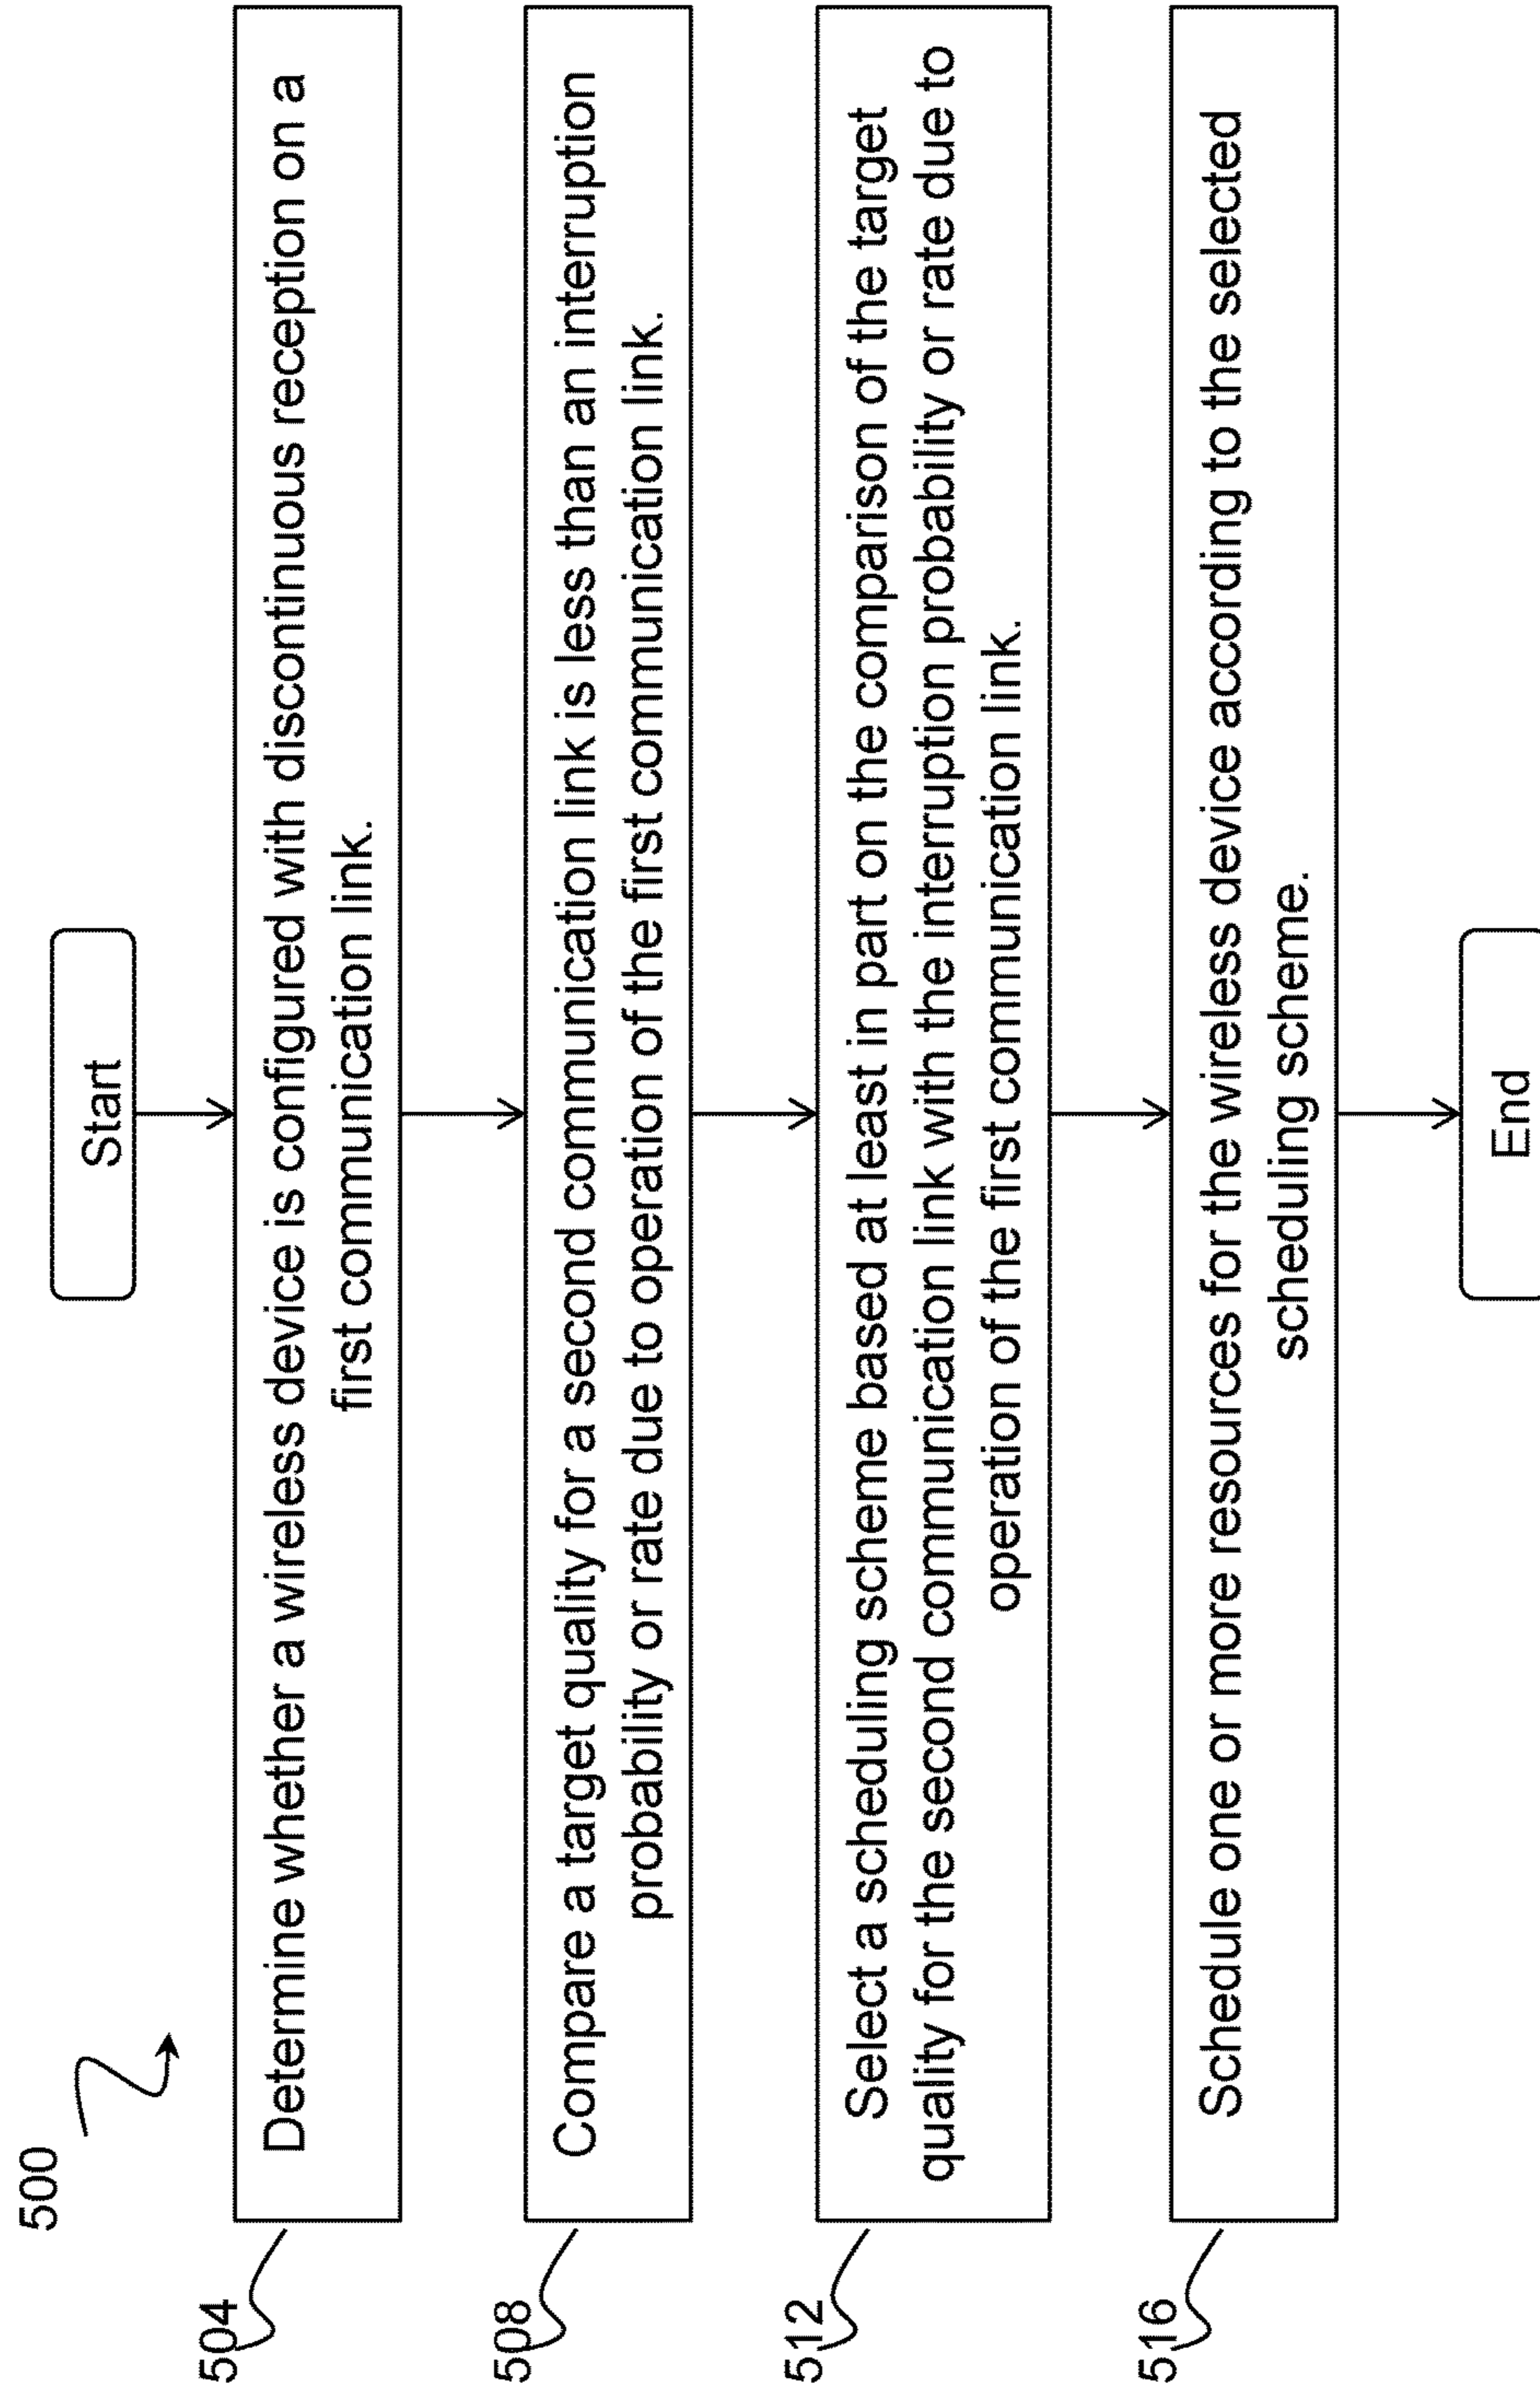 500
Start
504
Determine whether a wireless device is configured with discontinuous reception on a
first communication link.
508
Compare a target quality for a second communication link is less than an interruption
probability or rate due to operation of the first communication link.
512
Select a scheduling scheme based at least in part on the comparison of the target
quality for the second communication link with the interruption probability or rate due to
operation of the first communication link.
516
Schedule one or more resources for the wireless device according to the selected
scheduling scheme.
End